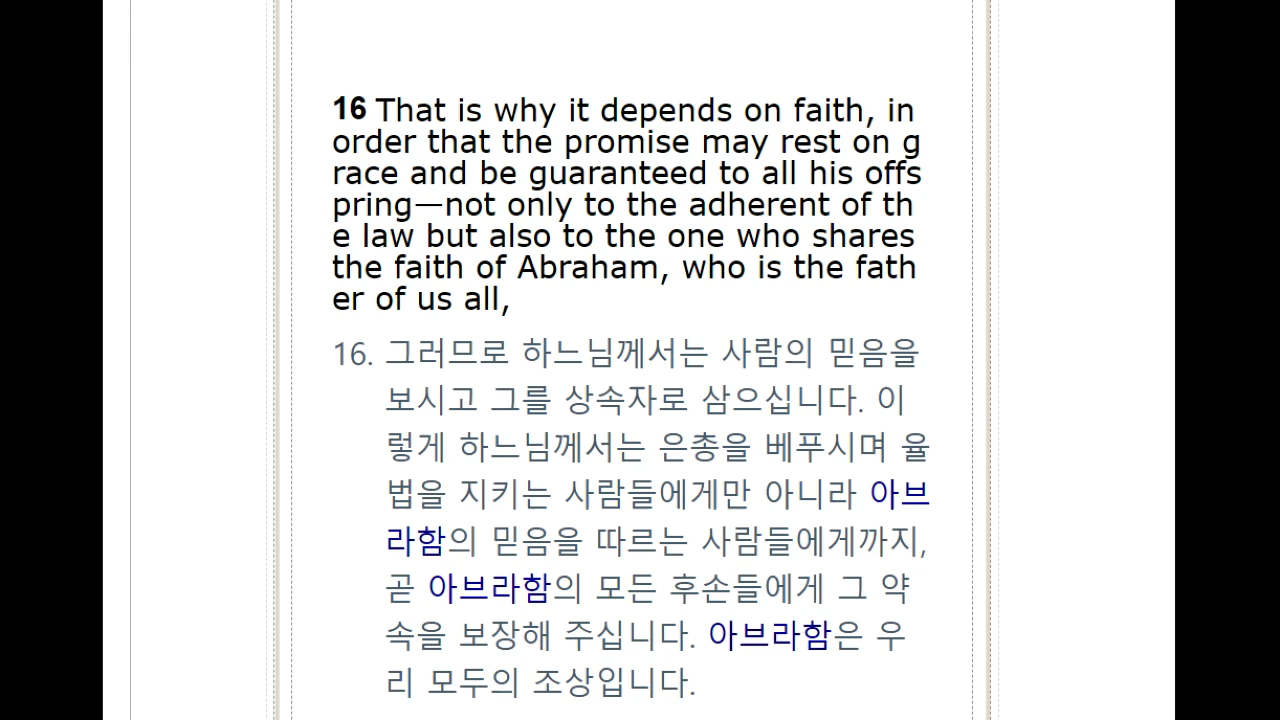 16 That is why it depends on faith, in
order that the promise may rest on g
race and be guaranteed to all his offs
pring—not only to the adherent of th
e law but also to the one who shares
the faith of Abraham, who is the fath
er of us all,
16. 그러므로 하느님께서는 사람의 믿음을
보시고 그를 상속자로 삼으십니다. 이
렇게 하느님께서는 은총을 베푸시며 율
법을 지키는 사람들에게만 아니라 아브
라함의 믿음을 따르는 사람들에게까지,
곧 아브라함의 모든 후손들에게 그 약
속을 보장해 주십니다. 아브라함은 우
리 모두의 조상입니다.